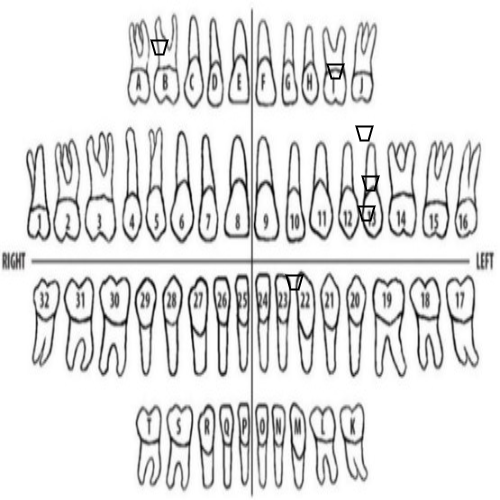 A B C D E F G H I J
1 2 3 4 5 6 7 8 9 10 11 12 13 14 15 16
RIGHT LEFT
32 31 30 29 28 27 26 25 24 23 22 21 20 19 18 17
T S R Q P O N M L K